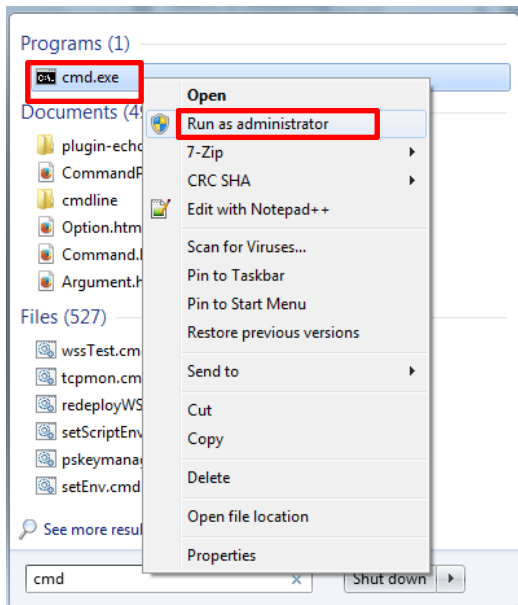 Programs (1)
cmd.exe
Documents (4
plugin-echo
CommandP
cmdline
Option.htm
Command.
Argument.h
Files (527)
wssTest.cm
tcpmon.cm
redeployWS
setScriptEnv
pskeymana
setEnv.cmd
See more resul
cmd
Shut down
Open
Run as administrator
7-Zip
CRC SHA
Edit with Notepad++
Scan for Viruses...
Pin to Taskbar
Pin to Start Menu
Restore previous versions
Send to
Cut
Copy
Delete
Open file location
Properties